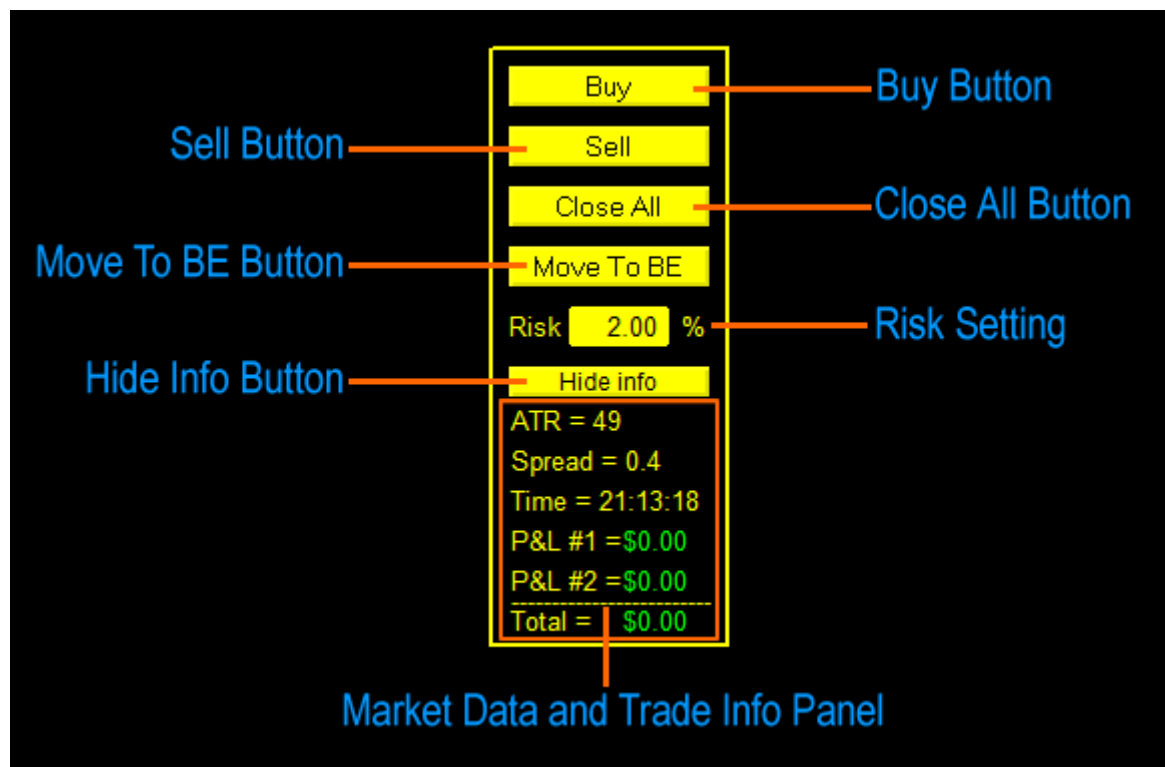 Buy
Buy Button
Sell Button
Sell
Close All
Close All Button
Move To BE Button
Move To BE
Risk 2.00 %
Risk Setting
Hide Info Button
Hide info
ATR = 49
Spread = 0.4
Time = 21:13:18
P&L #1 =$0.00
P&L #2 =$0.00
Total = $0.00
Market Data and Trade Info Panel